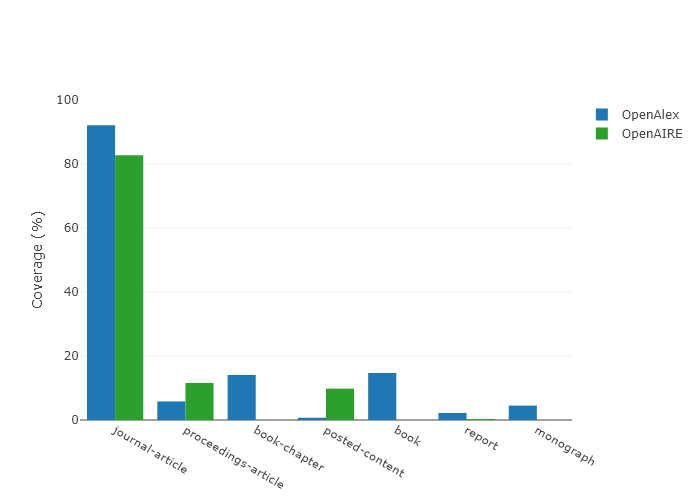 OpenAlex
OpenAIRE
Coverage (%)
100
80
60
40
20
0
journal-article
proceedings-article
book-chapter
posted-content
book
report
monograph